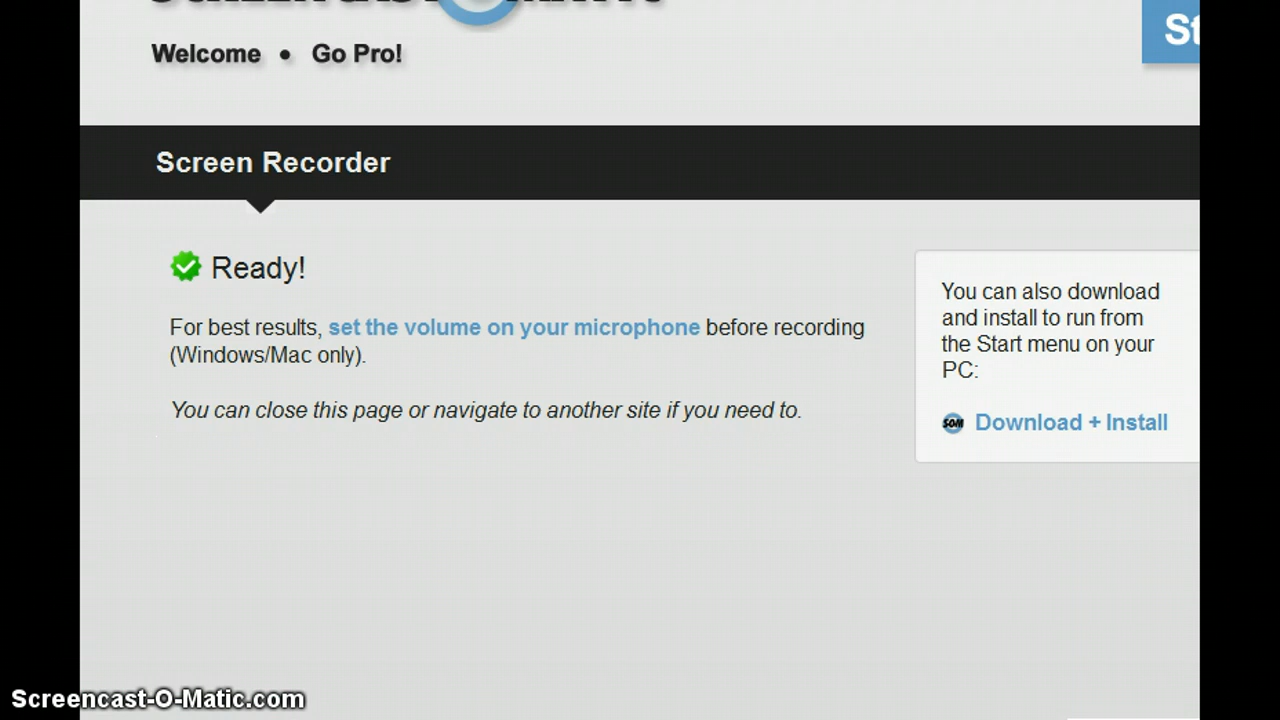 Welcome • Go Pro!
St
Screen Recorder
Ready!
For best results, set the volume on your microphone before recording
(Windows/Mac only).
You can close this page or navigate to another site if you need to.
You can also download
and install to run from
the Start menu on your
PC:
SOM Download + Install
Screencast-O-Matic.com